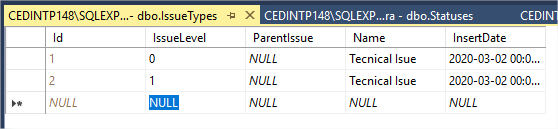 CEDINTP148\SQLEXP...- dbo.IssueTypes CEDINTP148\SQLEXP...ra - dbo.Statuses CEDINTP
Id IssueLevel ParentIssue Name InsertDate
1 0 NULL Tecnical Isue 2020-03-02 00:0...
2 1 NULL Tecnical Isue 2020-03-02 00:0...
NULL NULL NULL NULL NULL